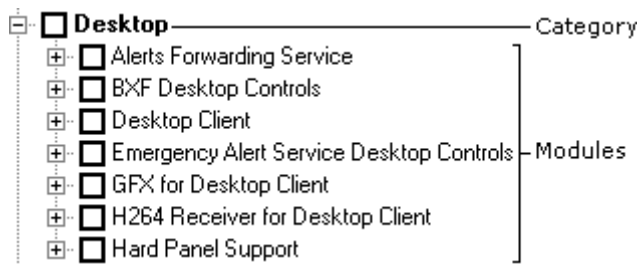 Desktop Category
Alerts Forwarding Service
BXF Desktop Controls
Desktop Client
Emergency Alert Service Desktop Controls Modules
GFX for Desktop Client
H264 Receiver for Desktop Client
Hard Panel Support